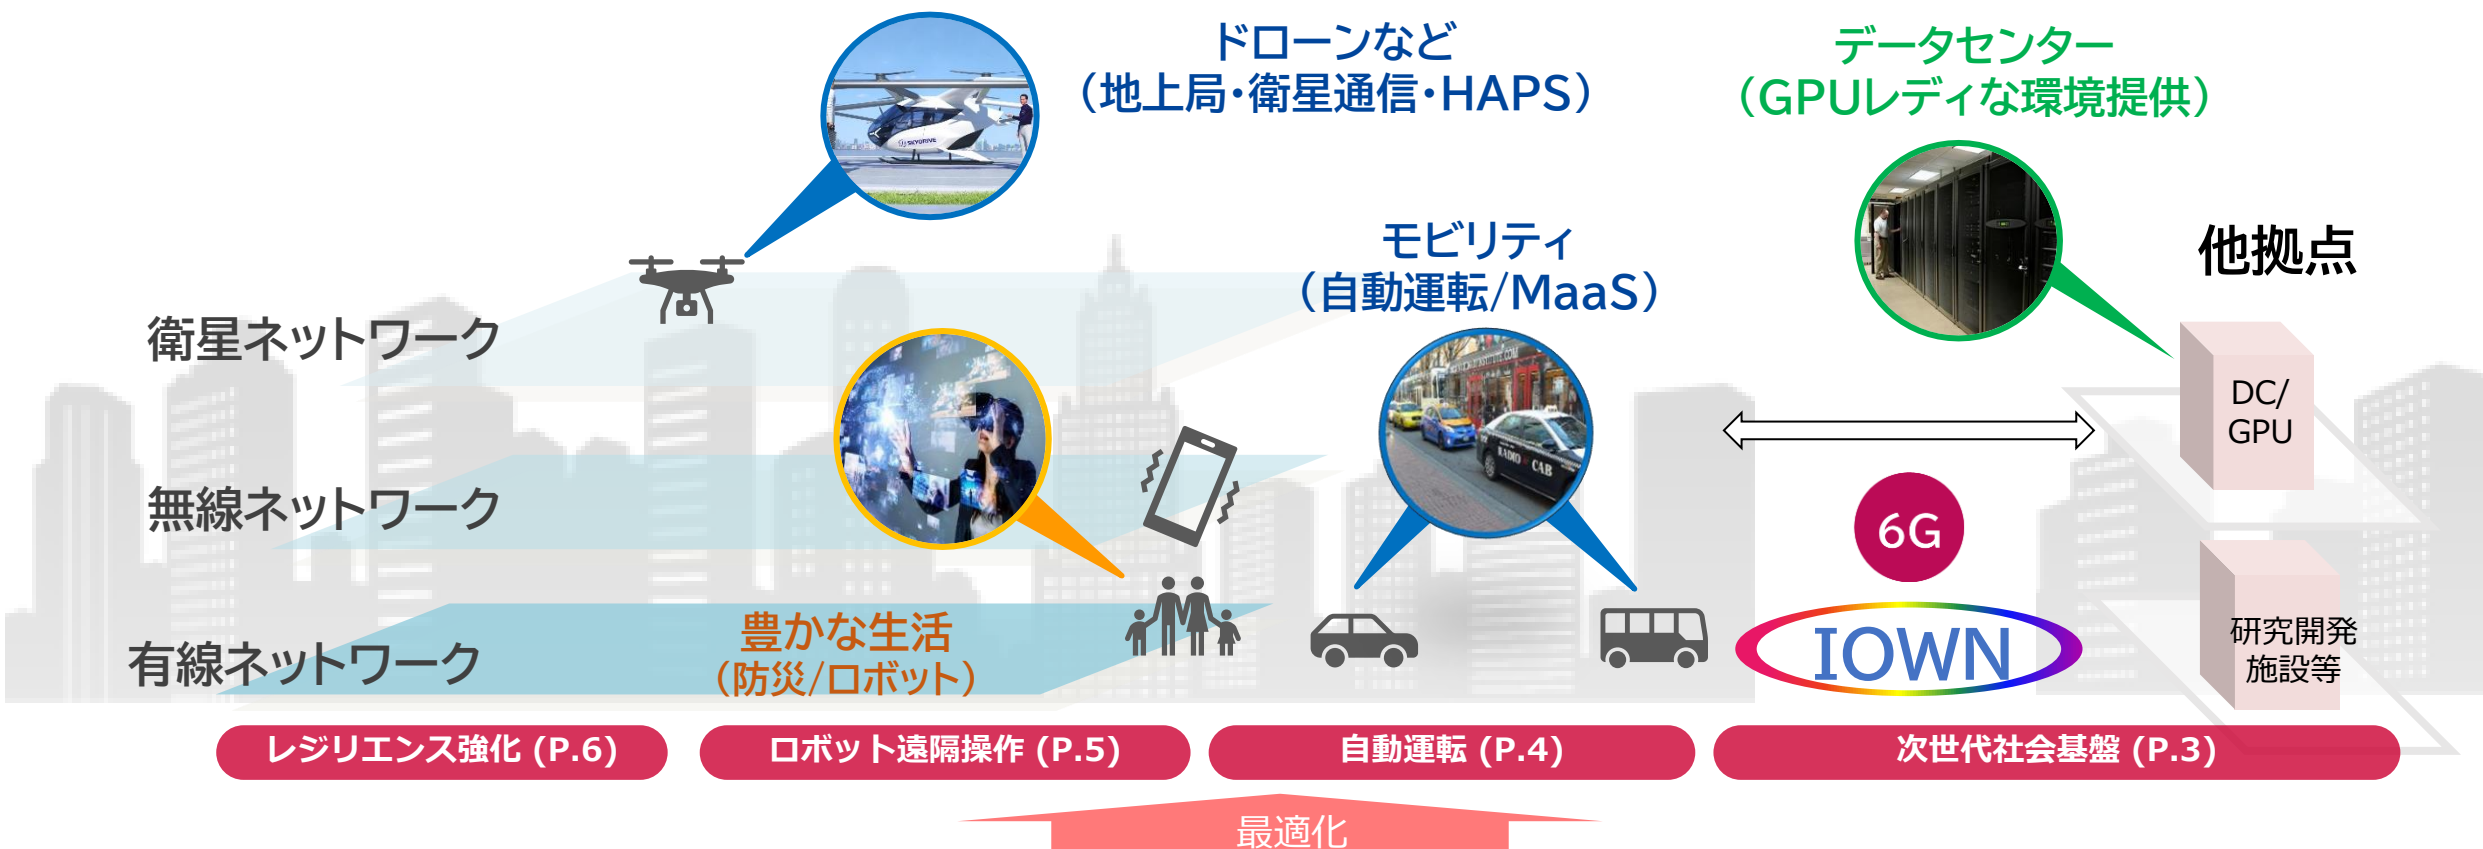 ドローンなど
（地上局・衛星通信・HAPS）
データセンター
（GPUレディな環境提供）
SKYDRIVE
モビリティ
（自動運転/MaaS）
他拠点
衛星ネットワーク
DC/
GPU
RADIO CAB
無線ネットワーク
6G
豊かな生活
（防災/ロボット）
有線ネットワーク
IOWN
研究開発
施設等
レジリエンス強化 (P.6)
ロボット遠隔操作 (P.5)
自動運転 (P.4)
次世代社会基盤 (P.3)
最適化